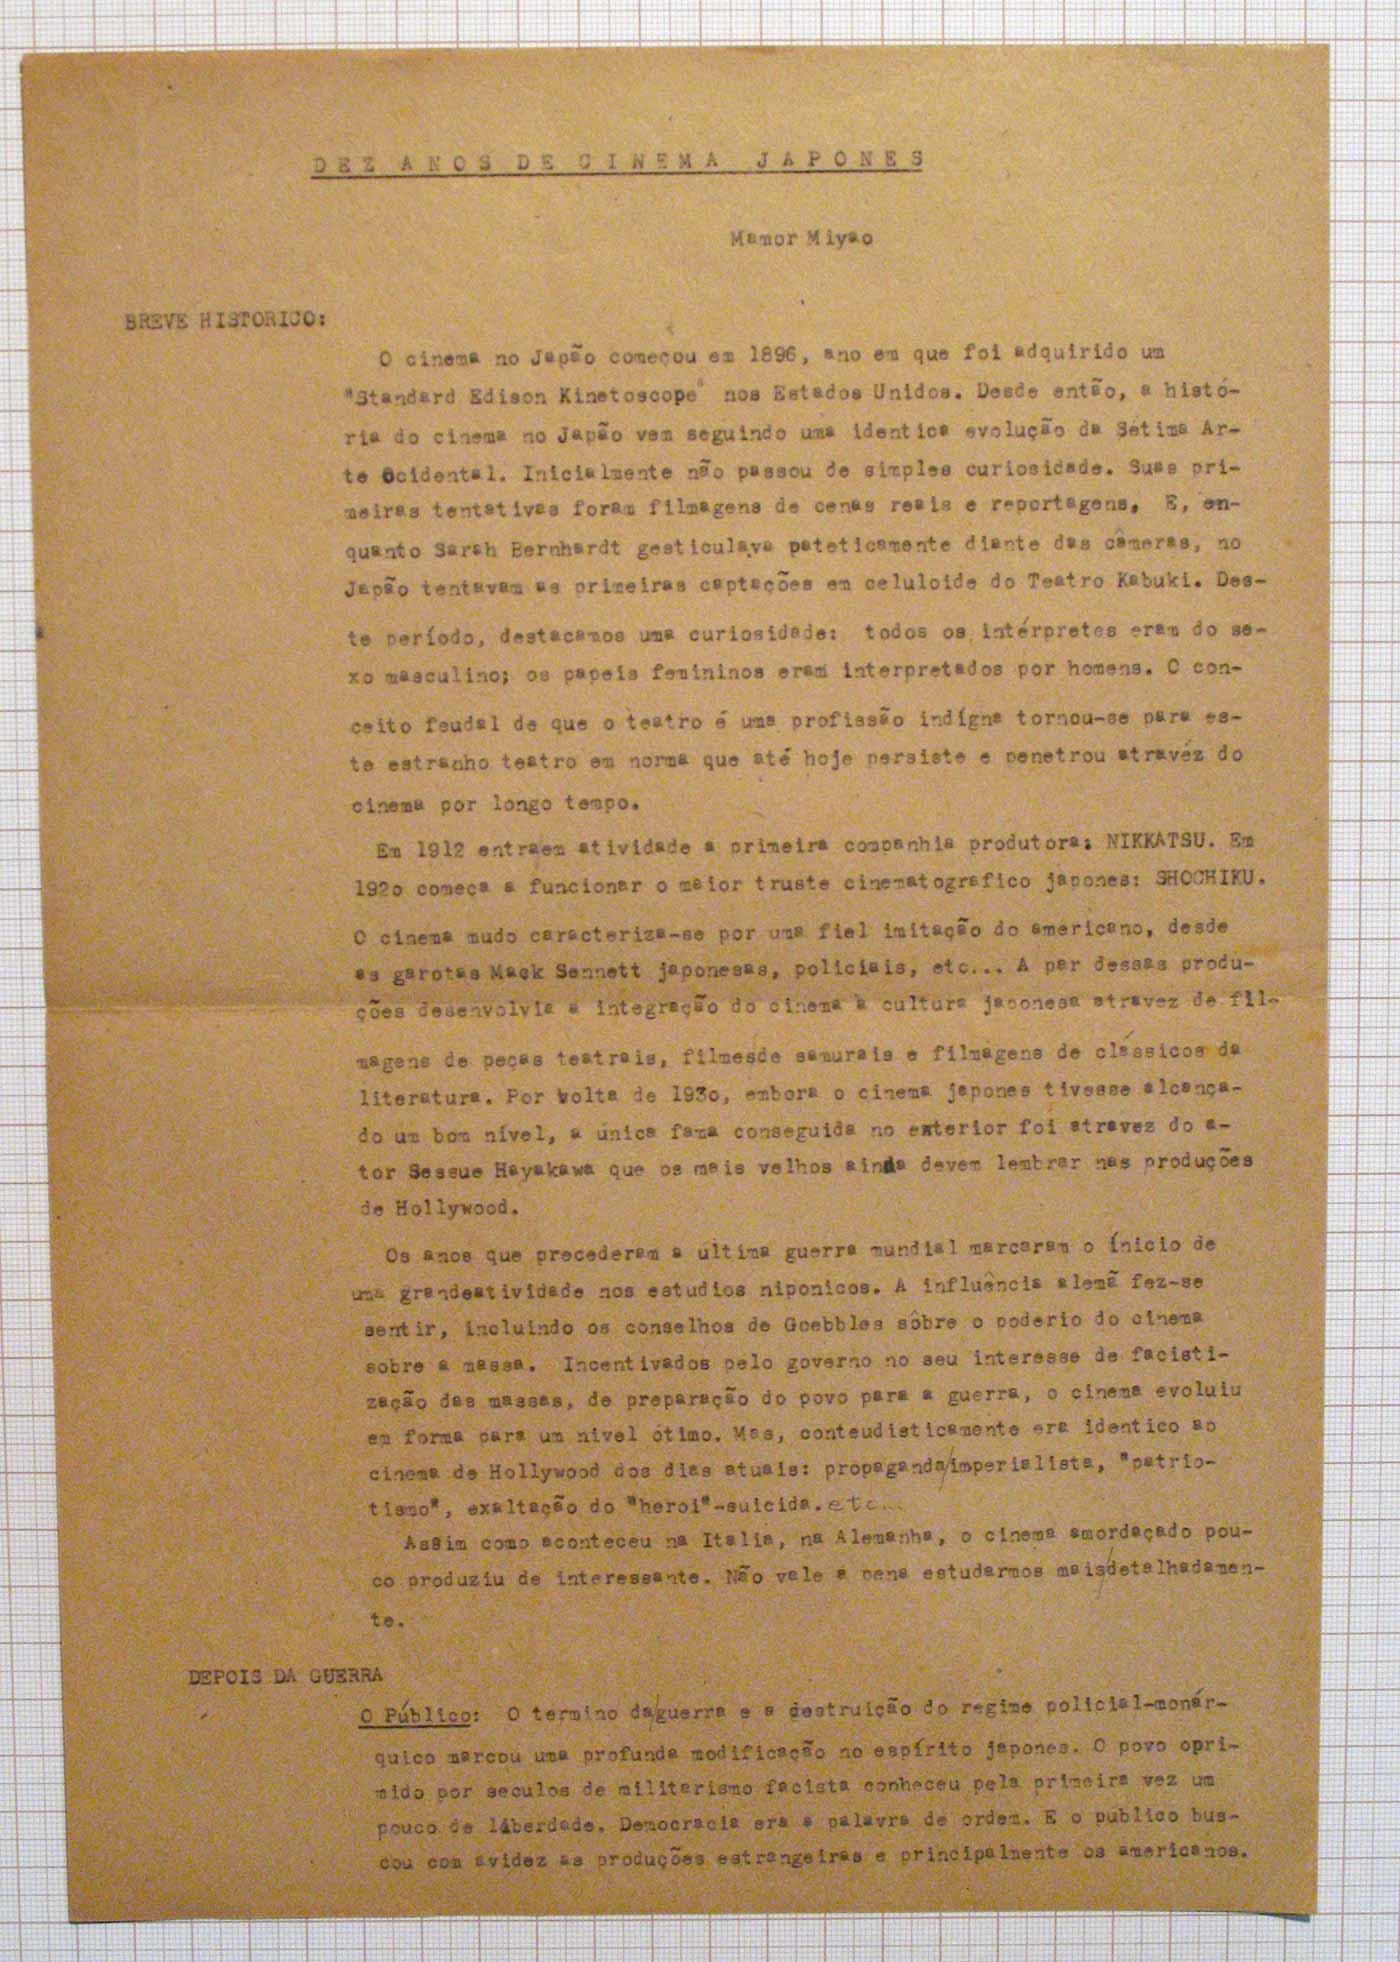 DEZ ANOS DE CINEMA JAPONES
Mamor Miyao
BREVE HISTORICO:
O cinema no Japão começou em 1896, ano em que foi adquirido um
"Standard Edison Kinetoscope" nos Estados Unidos. Desde então, a histó-
ria do cinema no Japão vem seguindo uma identica evolução da Sétima Ar-
te Ocidental. Inicialmente não passou de simples curiosidade. Suas pri-
meiras tentativas foram filmagens de cenas reais e reportagens. E, en-
quanto Sarah Bernhardt gesticulava pateticamente diante das câmeras, no
Japão tentavam as primeiras captações em celuloide do Teatro Kabuki. Des-
te período, destacamos uma curiosidade: todos os intérpretes eram do se-
xo masculino; os papeis femininos eram interpretados por homens. O con-
ceito feudal de que o teatro é uma profissão indígna tornou-se para es-
te estranho teatro em norma que até hoje persiste e penetrou atravéz do
cinema por longo tempo.
Em 1912 entraem atividade a primeira companhia produtora: NIKKATSU. Em
192o começa a funcionar o maior truste cinematografico japones: SHOCHIKU.
O cinema mudo caracteriza-se por uma fiel imitação do americano, desde
as garotas Mack Sennett japonesas, policiais, etc... A par dessas produ-
ções desenvolvia a integração do cinema à cultura japonesa atravez de fil-
magens de peças teatrais, filmesde samurais e filmagens de clássicos da
literatura. Por volta de 193o, embora o cinema japones tivesse alcança-
do um bom nível, a única fama conseguida no exterior foi atravez do a-
tor Sessue Hayakawa que os mais velhos ainda devem lembrar nas produções
de Hollywood.
Os anos que precederam a última guerra mundial marcaram o ínicio de
uma grandeatividade nos estudios niponicos. A influência alemã fez-se
sentir, incluindo os conselhos de Goebbles sôbre o poderio do cinema
sobre a massa. Incentivados pelo governo no seu interesse de facisti-
zação das massas, de preparação do povo para a guerra, o cinema evoluiu
em forma para um nivel ótimo. Mas, conteudisticamente era identico ao
cinema de Hollywood dos dias atuais: propaganda/imperialista, "patrio-
tismo", exaltação do "heroi"-suicida. etc...
Assim como aconteceu na Italia, na Alemanha, o cinema amordaçado pou-
co produziu de interessante. Não vale a pena estudarmos mais/detalhadamen-
te.
DEPOIS DA GUERRA
O Público: O termino da/guerra e a destruição do regime policial-monár-
quico marcou uma profunda modificação no espírito japones. O povo opri-
mido por seculos de militarismo facista conheceu pela primeira vez um
pouco de liberdade. Democracia era a palavra de ordem. E o público bus-
cou com avidez as produções estrangeiras e principalmente os americanos.